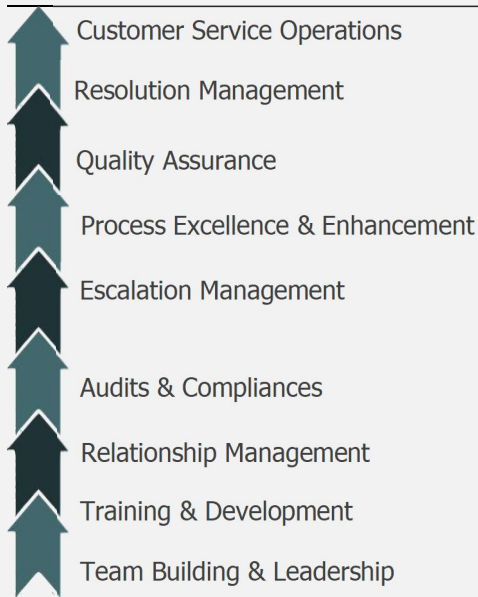 Customer Service Operations
Resolution Management
Quality Assurance
Process Excellence & Enhancement
Escalation Management
Audits & Compliances
Relationship Management
Training & Development
Team Building & Leadership